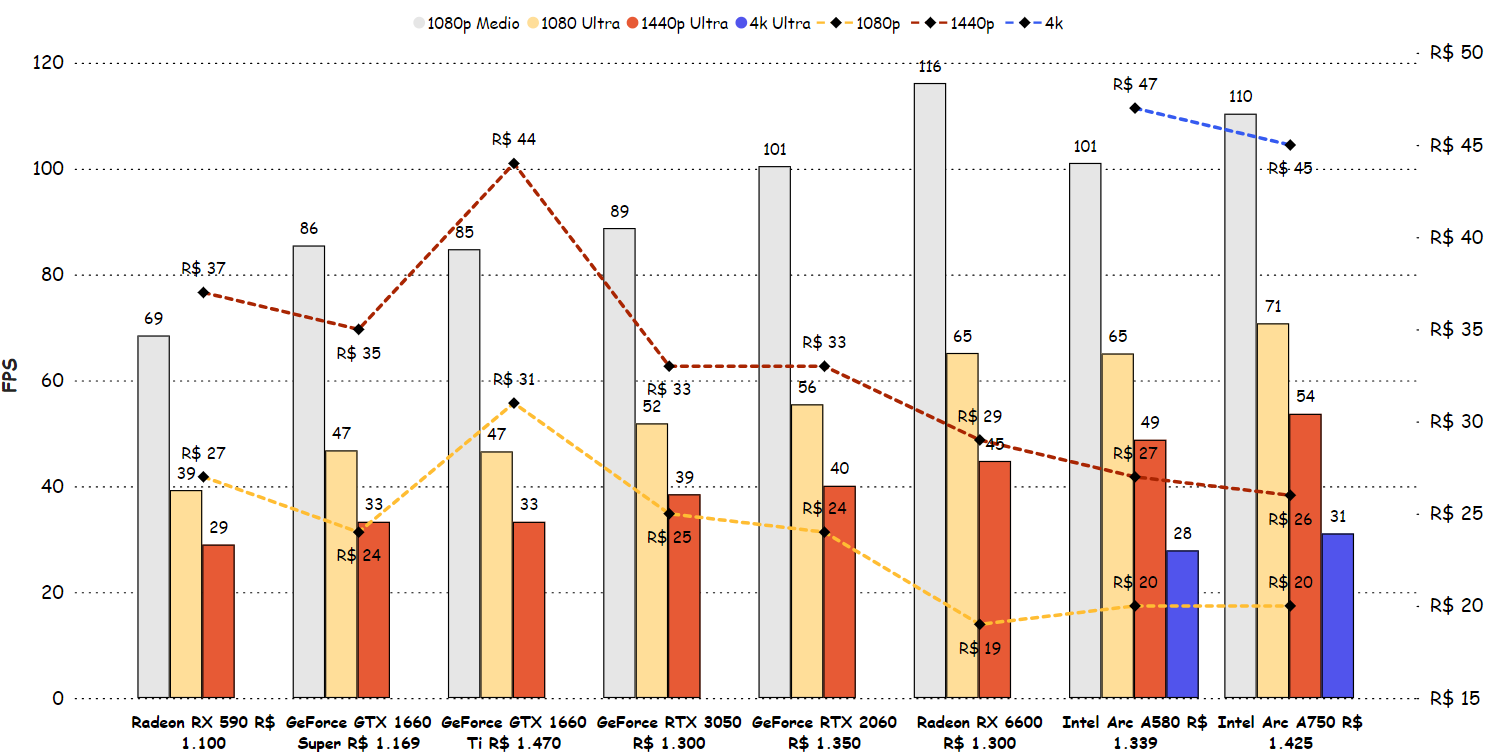 1080p Medio 1080 Ultra 1440p Ultra 4k Ultra 1080p 1440p 4k
FPS
120
100
80
60
40
20
0
R$ 50
R$ 45
R$ 40
R$ 35
R$ 30
R$ 25
R$ 20
R$ 15
69
39
29
R$ 37
R$ 27
86
47
33
R$ 35
R$ 24
85
47
33
R$ 44
R$ 31
89
52
39
R$ 33
R$ 25
101
56
40
R$ 33
R$ 24
116
65
45
R$ 29
R$ 19
101
65
49
28
R$ 47
R$ 27
R$ 20
110
71
54
31
R$ 45
R$ 26
R$ 20
Radeon RX 590 R$
1.100
GeForce GTX 1660
Super R$ 1.169
GeForce GTX 1660
Ti R$ 1.470
GeForce RTX 3050
R$ 1.300
GeForce RTX 2060
R$ 1.350
Radeon RX 6600
R$ 1.300
Intel Arc A580 R$
1.339
Intel Arc A750 R$
1.425